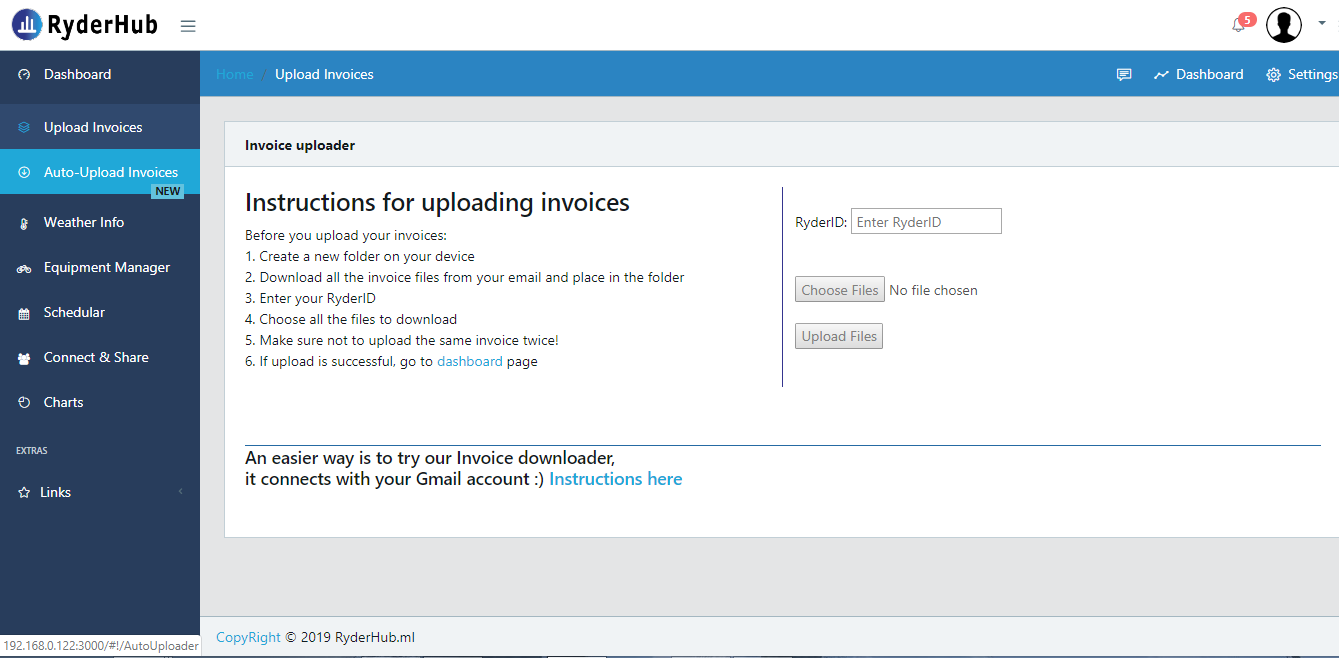 RyderHub
5
Dashboard
Home / Upload Invoices
Dashboard
Settings
Upload Invoices
Auto-Upload Invoices
NEW
Weather Info
Equipment Manager
Schedular
Connect & Share
Charts
EXTRAS
Links
Invoice uploader
Instructions for uploading invoices
Before you upload your invoices:
1. Create a new folder on your device
2. Download all the invoice files from your email and place in the folder
3. Enter your RyderID
4. Choose all the files to download
5. Make sure not to upload the same invoice twice!
6. If upload is successful, go to dashboard page
RyderID: Enter RyderID
Choose Files No file chosen
Upload Files
An easier way is to try our Invoice downloader,
it connects with your Gmail account :) Instructions here
CopyRight © 2019 RyderHub.ml
192.168.0.122:3000/#!/AutoUploader